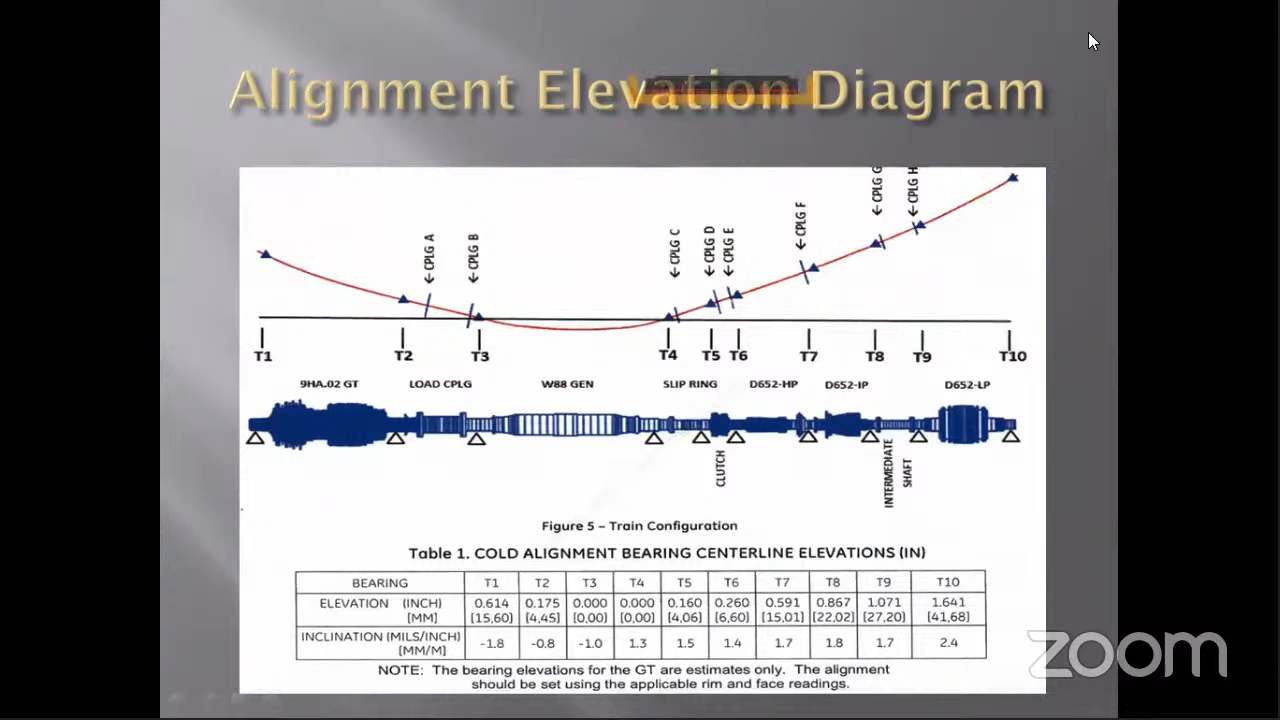 Alignment Elevation Diagram
← CPLG A
← CPLG B
← CPLG C
← CPLG D
← CPLG E
← CPLG F
← CPLG G
← CPLG H
T1 T2 T3 T4 T5 T6 T7 T8 T9 T10
9HA.02 GT LOAD CPLG W88 GEN SLIP RING D652-HP D652-IP D652-LP
CLUTCH
INTERMEDIATE
SHAFT
Figure 5 – Train Configuration
Table 1. COLD ALIGNMENT BEARING CENTERLINE ELEVATIONS (IN)
BEARING T1 T2 T3 T4 T5 T6 T7 T8 T9 T10
ELEVATION (INCH) 0.614 0.175 0.000 0.000 0.160 0.260 0.591 0.867 1.071 1.641
[MM] [15,60] [4,45] [0,00] [0,00] [4,06] [6,60] [15,01] [22,02] [27,20] [41,68]
INCLINATION (MILS/INCH) -1.8 -0.8 -1.0 1.3 1.5 1.4 1.7 1.8 1.7 2.4
[MM/M]
NOTE: The bearing elevations for the GT are estimates only. The alignment
should be set using the applicable rim and face readings.
zoom